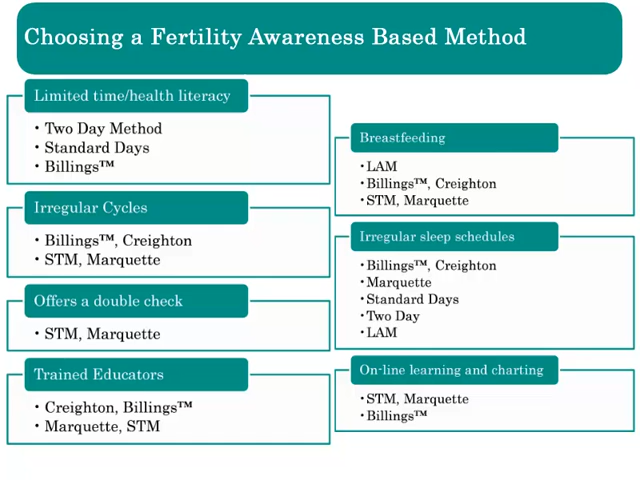 Choosing a Fertility Awareness Based Method
Limited time/health literacy
• Two Day Method
• Standard Days
• Billings™
Irregular Cycles
• Billings™, Creighton
• STM, Marquette
Offers a double check
• STM, Marquette
Trained Educators
• Creighton, Billings™
• Marquette, STM
Breastfeeding
• LAM
• Billings™, Creighton
• STM, Marquette
Irregular sleep schedules
• Billings™, Creighton
• Marquette
• Standard Days
• Two Day
• LAM
On-line learning and charting
• STM, Marquette
• Billings™